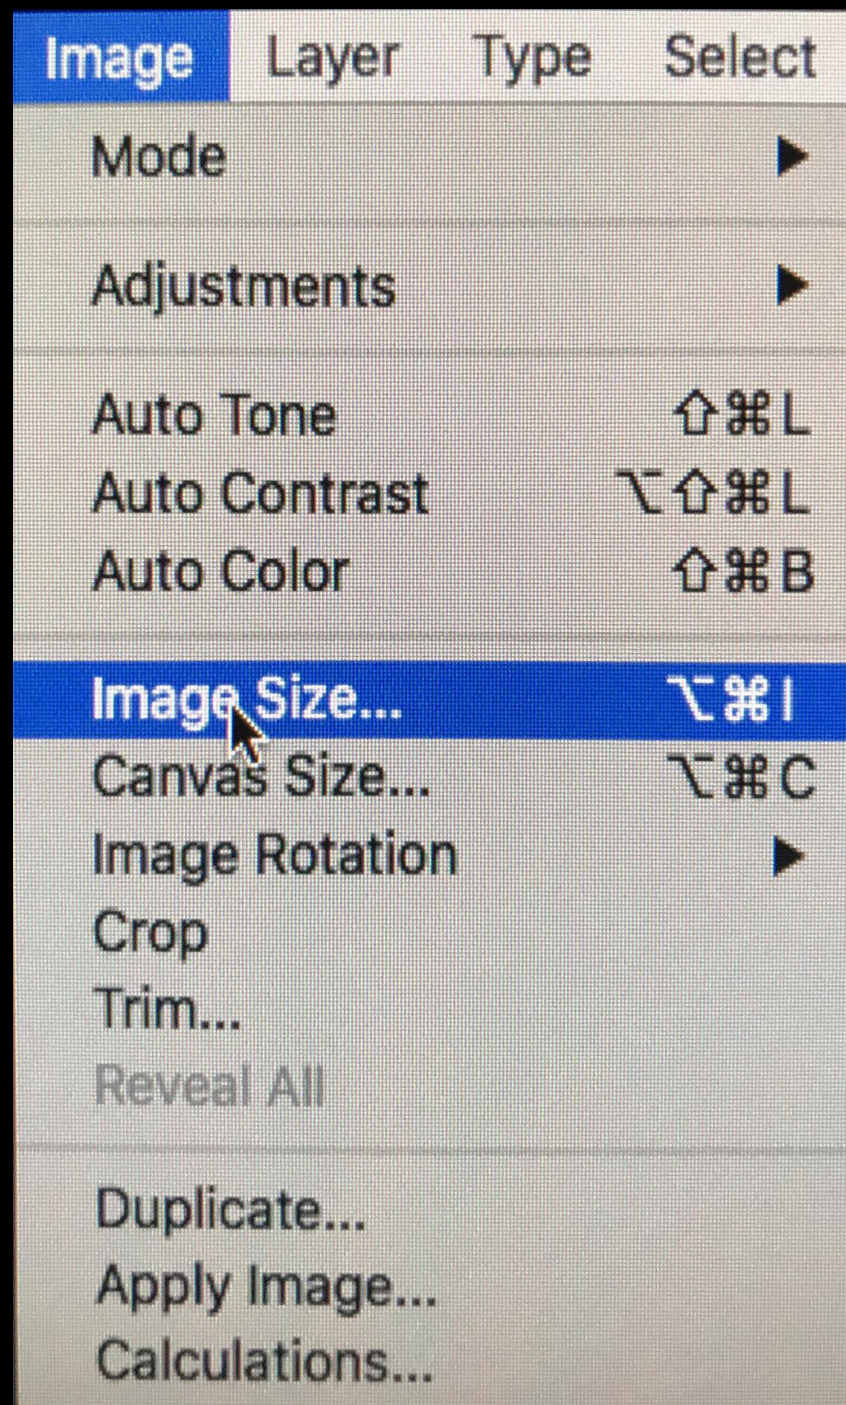 Image Layer Type Select
Mode ▶
Adjustments ▶
Auto Tone ⇧⌘L
Auto Contrast ⌥⇧⌘L
Auto Color ⇧⌘B
Image Size... ⌥⌘I
Canvas Size... ⌥⌘C
Image Rotation ▶
Crop
Trim...
Reveal All
Duplicate...
Apply Image...
Calculations...